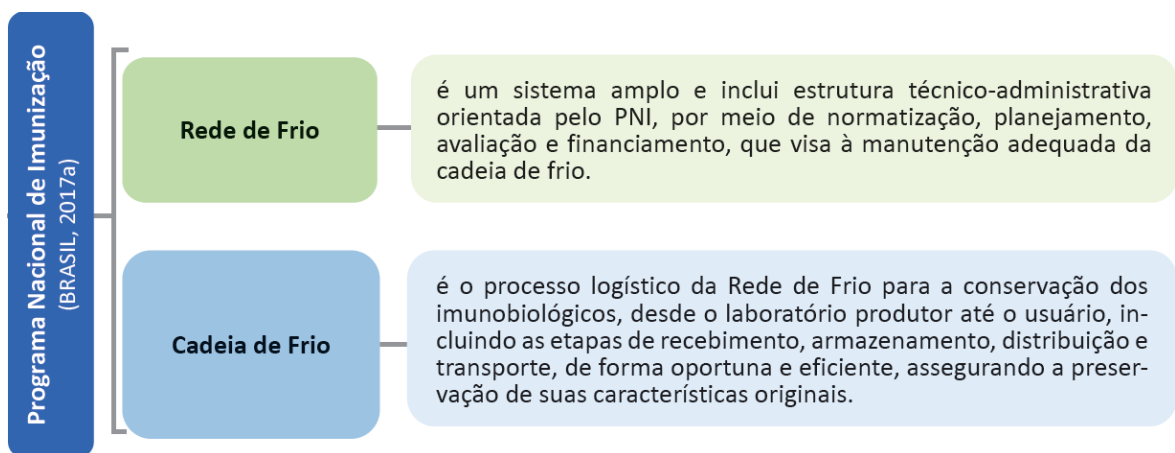 Programa Nacional de Imunização
(BRASIL, 2017a)
Rede de Frio
é um sistema amplo e inclui estrutura técnico-administrativa
orientada pelo PNI, por meio de normatização, planejamento,
avaliação e financiamento, que visa à manutenção adequada da
cadeia de frio.
Cadeia de Frio
é o processo logístico da Rede de Frio para a conservação dos
imunobiológicos, desde o laboratório produtor até o usuário, in-
cluindo as etapas de recebimento, armazenamento, distribuição e
transporte, de forma oportuna e eficiente, assegurando a preser-
vação de suas características originais.